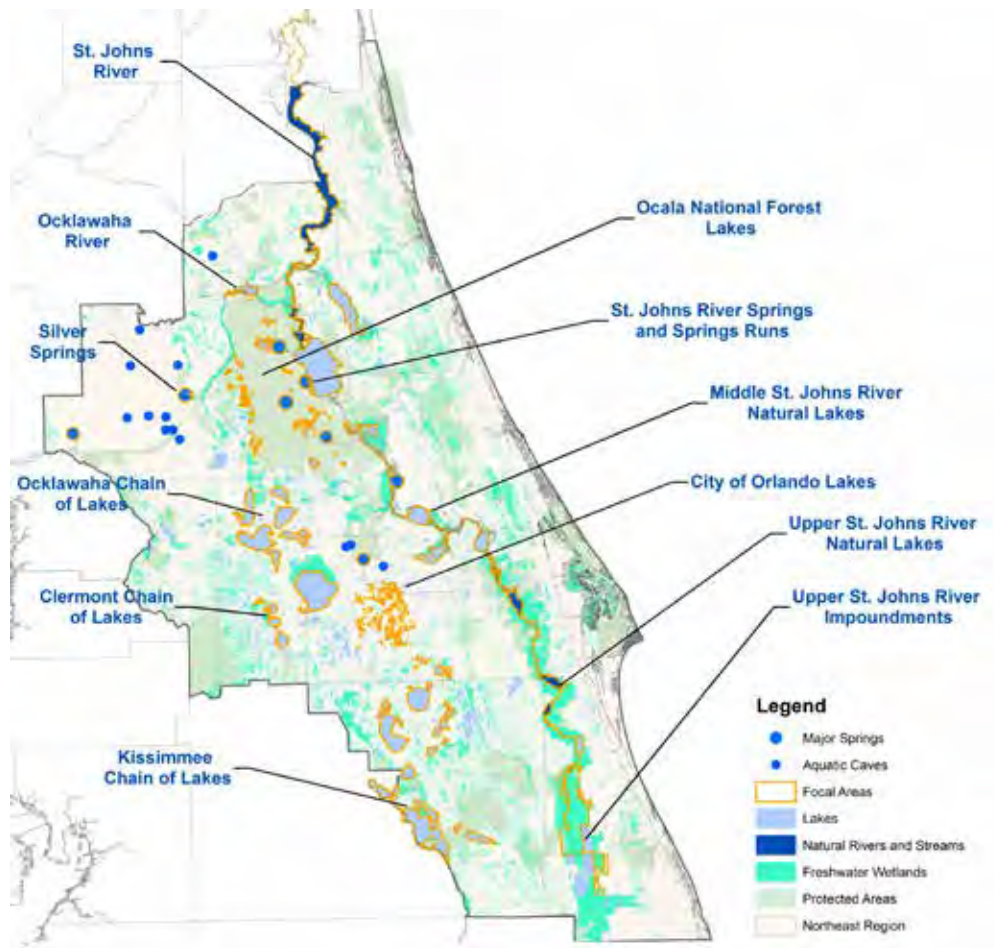 St. Johns
River
Ocklawaha
River
Ocala National Forest
Lakes
Silver
Springs
St. Johns River Springs
and Springs Runs
Middle St. Johns River
Natural Lakes
Ocklawaha Chain
of Lakes
City of Orlando Lakes
Upper St. Johns River
Natural Lakes
Clermont Chain
of Lakes
Upper St. Johns River
Impoundments
Kissimmee
Chain of Lakes
Legend
Major Springs
Aquatic Caves
Focal Areas
Lakes
Natural Rivers and Streams
Freshwater Wetlands
Protected Areas
Northeast Region